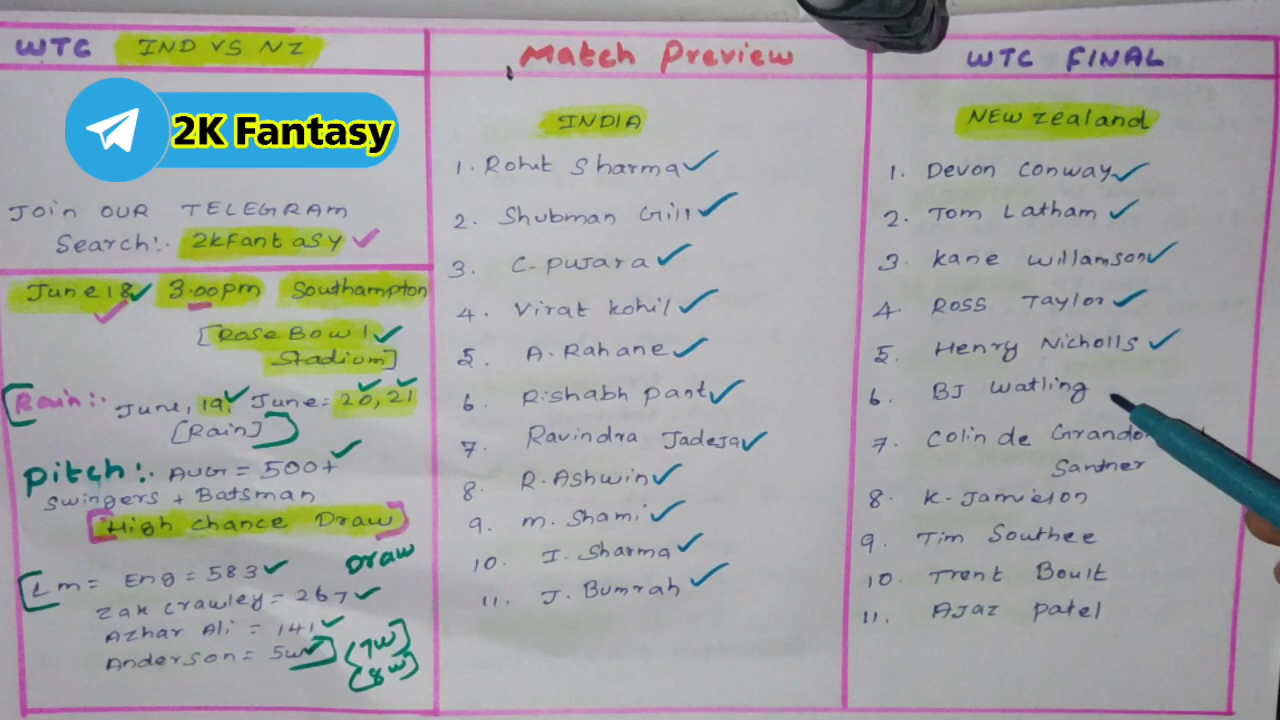 WTC IND VS NZ
2K Fantasy
Join OUR TELEGRAM
Search:. 2kFantasy
June 18 3.00pm Southampton
[Rose Bowl
Stadium]
Rain:. June, 19, June= 20, 21
[Rain]
Pitch:. AUG = 500+
Swingers + Batsman
[High chance Draw]
Draw
Lm = Eng = 583
Zak Crawley = 267
Azhar Ali = 141
Anderson = 5w
(7w)
(8w)
Match Preview
INDIA
1. Rohit Sharma
2. Shubman Gill
3. C. Pujara
4. Virat kohil
5. A. Rahane
6. Rishabh pant
7. Ravindra Jadeja
8. R. Ashwin
9. m. Shami
10. I. Sharma
11. J. Bumrah
WTC FINAL
NEW Zealand
1. Devon Conway
2. Tom Latham
3. Kane willamson
4. Ross Taylor
5. Henry Nicholls
6. BJ watling
7. Colin de
Santner
8. K. Jamieson
9. Tim Southee
10. Trent Boult
11. Ajaz patel